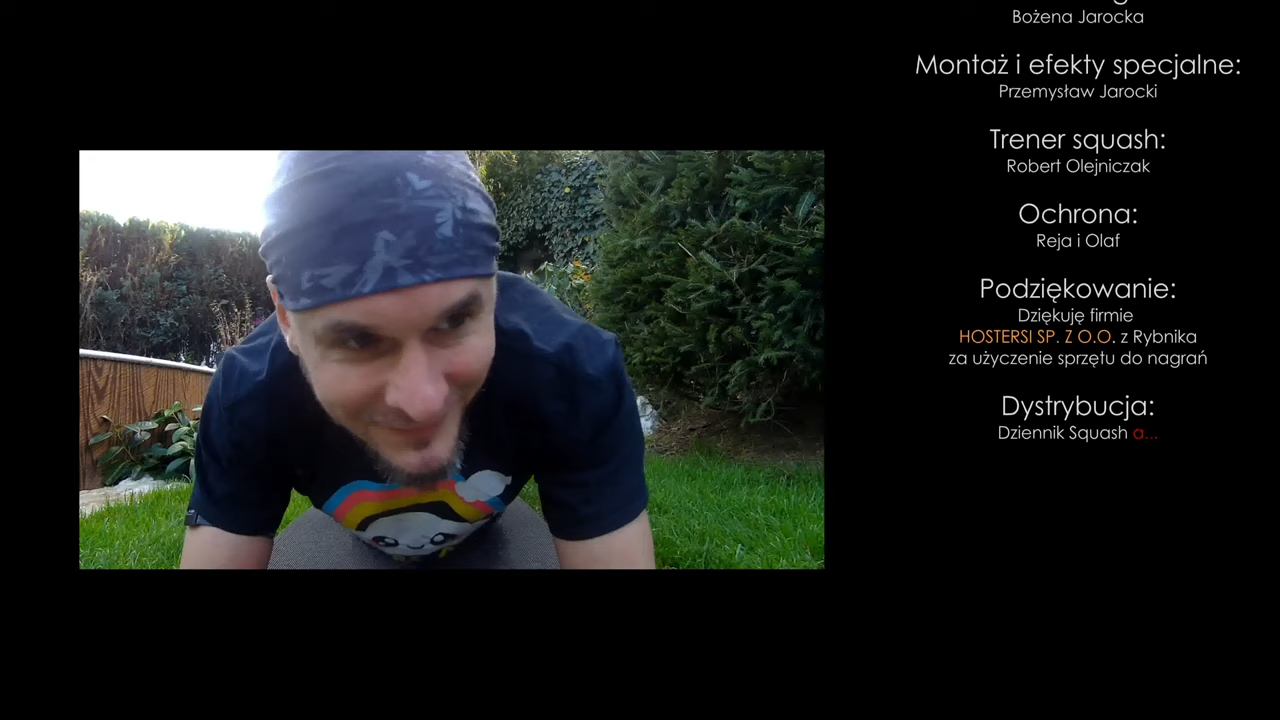 Bożena Jarocka
Montaż i efekty specjalne:
Przemysław Jarocki
Trener squash:
Robert Olejniczak
Ochrona:
Reja i Olaf
Podziękowanie:
Dziękuję firmie
HOSTERSI SP. Z O.O. z Rybnika
za użyczenie sprzętu do nagrań
Dystrybucja:
Dziennik Squash a...